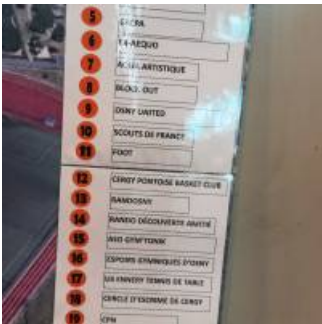 5
6
7 ARTISTIQUE
8 BLOCK OUT
9 OSNY UNITED
10 SCOUTS DE FRANCE
11 FOOT
12 CERGY PONTOISE BASKET CLUB
13 RANDOSNY
14 RANDO DÉCOUVERTE AMITIÉ
15 GYM'TONIK
16 ESPOIRS GYMNIQUES D'OSNY
17 US ENNERY TENNIS DE TABLE
18 CERCLE D'ESCRIME DE CERGY
19